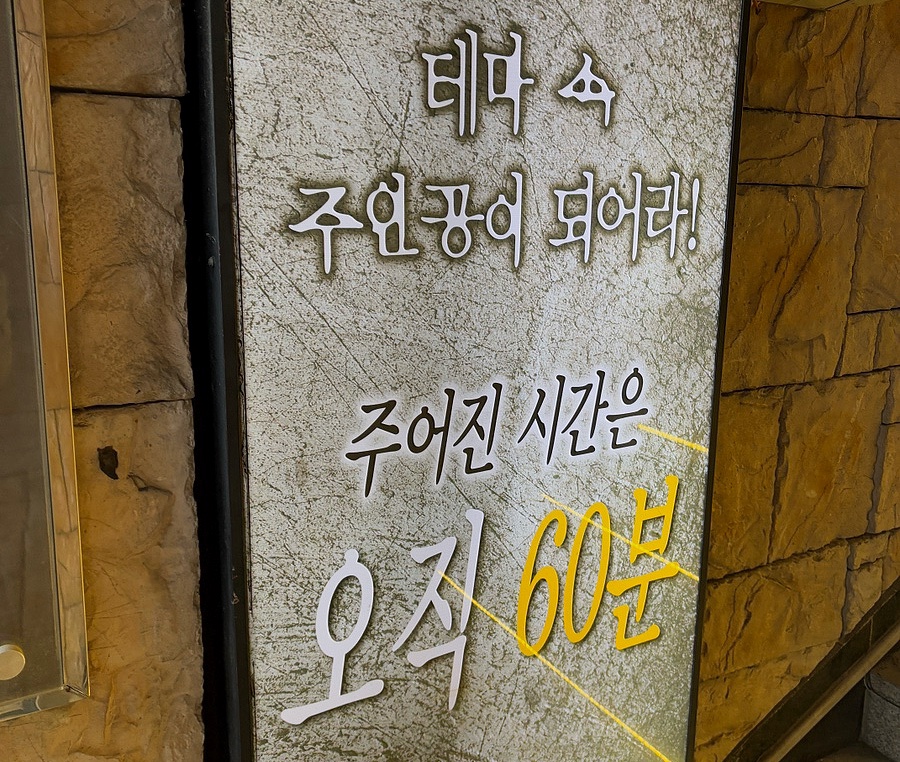 테마 속
주인공이 되어라!
주어진 시간은
오직 60분